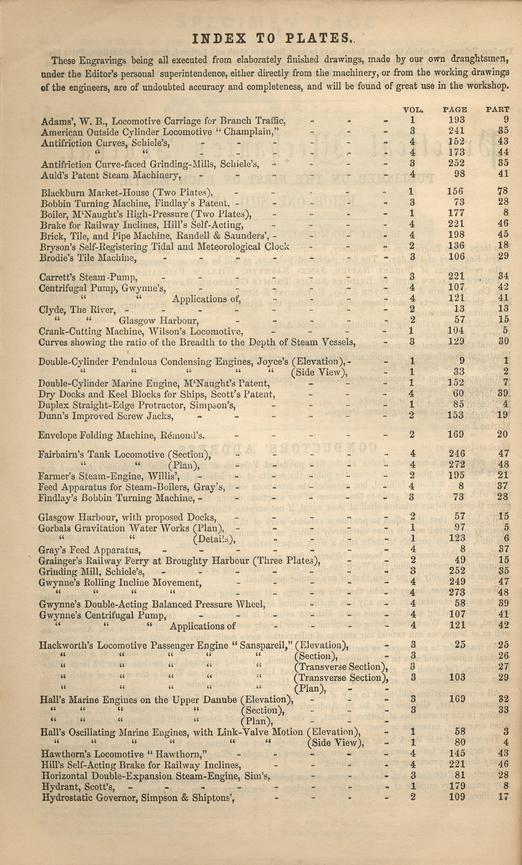 INDEX TO PLATES.
These Engravings being all executed from elaborately finished drawings, made by our own draughtsmen,
under the Editor's personal superintendence, either directly from the machinery, or from the working drawings
of the engineers, are of undoubted accuracy and completeness, and will be found of great use in the workshop.
VOL. PAGE PART
Adams', W. B., Locomotive Carriage for Branch Traffic, - - - 1 193 9
American Outside Cylinder Locomotive "Champlain," - - - 3 241 35
Antifriction Curves, Schiele's, - - - - - 4 152 43
" " - - - - - 4 173 44
Antifriction Curve-faced Grinding-Mills, Schiele's, - - - - 3 252 35
Auld's Patent Steam Machinery, - - - - - 4 98 41
Blackburn Market-House (Two Plates), - - - - - 1 156 78
Bobbin Turning Machine, Findlay's Patent, - - - - 3 73 28
Boiler, M'Naught's High-Pressure (Two Plates), - - - - 1 177 8
Brake for Railway Inclines, Hill's Self-Acting, - - - - 4 221 46
Brick, Tile, and Pipe Machine, Randell & Saunders', - - - - 4 198 45
Bryson's Self-Registering Tidal and Meteorological Clock - - - 2 136 18
Brodie's Tile Machine, - - - - - - 3 106 29
Carrett's Steam-Pump, - - - - - - 3 221 34
Centrifugal Pump, Gwynne's, - - - - - 4 107 42
" " Applications of, - - - - 4 121 41
Clyde, The River, - - - - - - 2 13 13
" " Glasgow Harbour, - - - - - 2 57 15
Crank-Cutting Machine, Wilson's Locomotive, - - - - 1 104 5
Curves showing the ratio of the Breadth to the Depth of Steam Vessels, - 3 129 30
Double-Cylinder Pendulous Condensing Engines, Joyce's (Elevation), - - 1 9 1
" " " " " (Side View), - 1 33 2
Double-Cylinder Marine Engine, M'Naught's Patent, - - - 1 152 7
Dry Docks and Keel Blocks for Ships, Scott's Patent, - - - 4 60 39
Duplex Straight-Edge Protractor, Simpson's, - - - - 1 85 4
Dunn's Improved Screw Jacks, - - - - - 2 153 19
Envelope Folding Machine, Rémond's. - - - - - 2 169 20
Fairbairn's Tank Locomotive (Section), - - - - 4 246 47
" " (Plan), - - - - 4 272 48
Farmer's Steam-Engine, Willis', - - - - - 2 195 21
Feed Apparatus for Steam-Boilers, Gray's, - - - - 4 8 37
Findlay's Bobbin Turning Machine, - - - - - 3 73 28
Glasgow Harbour, with proposed Docks, - - - - 2 57 15
Gorbals Gravitation Water Works (Plan), - - - - 1 97 5
" " (Details), - - - - 1 123 6
Gray's Feed Apparatus, - - - - - - 4 8 37
Grainger's Railway Ferry at Broughty Harbour (Three Plates), - - 2 49 15
Grinding Mill, Schiele's, - - - - - - 3 252 35
Gwynne's Rolling Incline Movement, - - - - - 4 249 47
" " " - - - - - 4 273 48
Gwynne's Double-Acting Balanced Pressure Wheel, - - - 4 58 39
Gwynne's Centrifugal Pump, - - - - - 4 107 41
" " " Applications of - - - - 4 121 42
Hackworth's Locomotive Passenger Engine "Sanspareil," (Elevation), - 3 25 25
" " " " (Section), - - 3 26
" " " " (Transverse Section), 3 27
" " " " (Transverse Section), - 3 103 29
" " " " (Plan), - -
Hall's Marine Engines on the Upper Danube (Elevation), - - - 3 169 32
" " " " (Section), - - - 3 33
" " " " (Plan), - - -
Hall's Oscillating Marine Engines, with Link-Valve Motion (Elevation), - 1 58 3
" " " " " (Side View), - 1 80 4
Hawthorn's Locomotive "Hawthorn," - - - - - 4 145 43
Hill's Self-Acting Brake for Railway Inclines, - - - - 4 221 46
Horizontal Double-Expansion Steam-Engine, Sim's, - - - 3 81 28
Hydrant, Scott's, - - - - - - - 1 179 8
Hydrostatic Governor, Simpson & Shiptons', - - - - 2 109 17